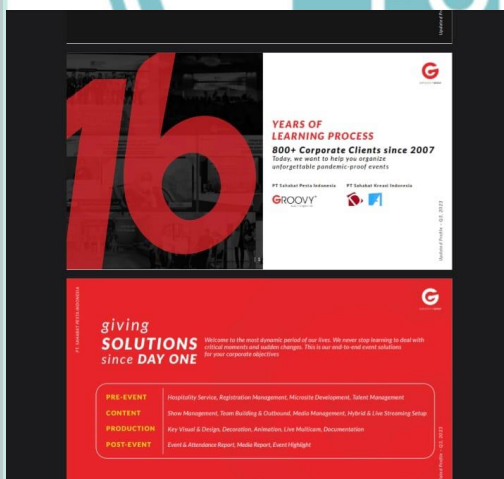 16
YEARS OF
LEARNING PROCESS
800+ Corporate Clients since 2007
Today, we want to help you organize
unforgettable pandemic-proof events
PT Sahabat Pesta Indonesia PT Sahabat Kreasi Indonesia
GROOVY
Updated Profile - Q3, 2022
PT. SAHABAT PESTA INDONESIA
giving
SOLUTIONS
since DAY ONE
Welcome to the most dynamic period of our lives. We never stop learning to deal with
critical moments and sudden changes. This is our end-to-end event solutions
for your corporate objectives
PRE-EVENT Hospitality Service, Registration Management, Microsite Development, Talent Management
CONTENT Show Management, Team Building & Outbound, Media Management, Hybrid & Live Streaming Setup
PRODUCTION Key Visual & Design, Decoration, Animation, Live Multicam, Documentation
POST-EVENT Event & Attendance Report, Media Report, Event Highlight